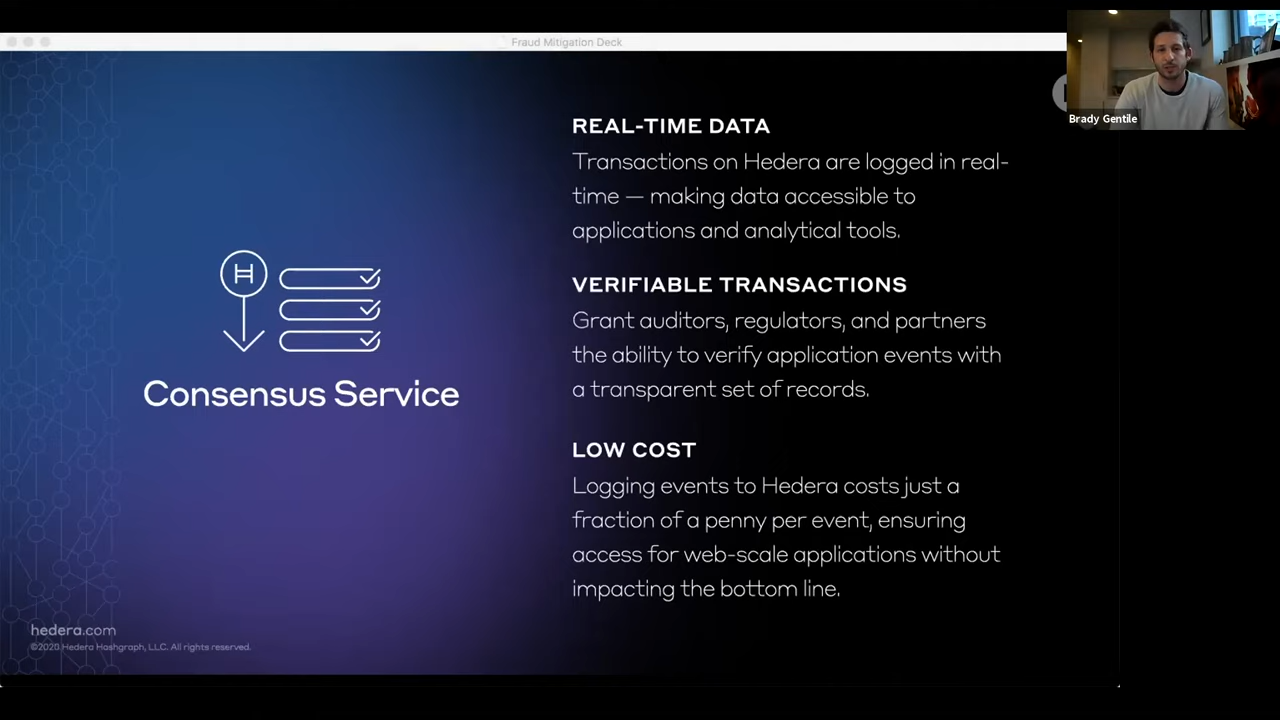 Fraud Mitigation Deck
Brady Gentile
REAL-TIME DATA
Transactions on Hedera are logged in real-
time — making data accessible to
applications and analytical tools.
VERIFIABLE TRANSACTIONS
Grant auditors, regulators, and partners
the ability to verify application events with
a transparent set of records.
LOW COST
Logging events to Hedera costs just a
fraction of a penny per event, ensuring
access for web-scale applications without
impacting the bottom line.
H
Consensus Service
hedera.com
©2020 Hedera Hashgraph, LLC. All rights reserved.